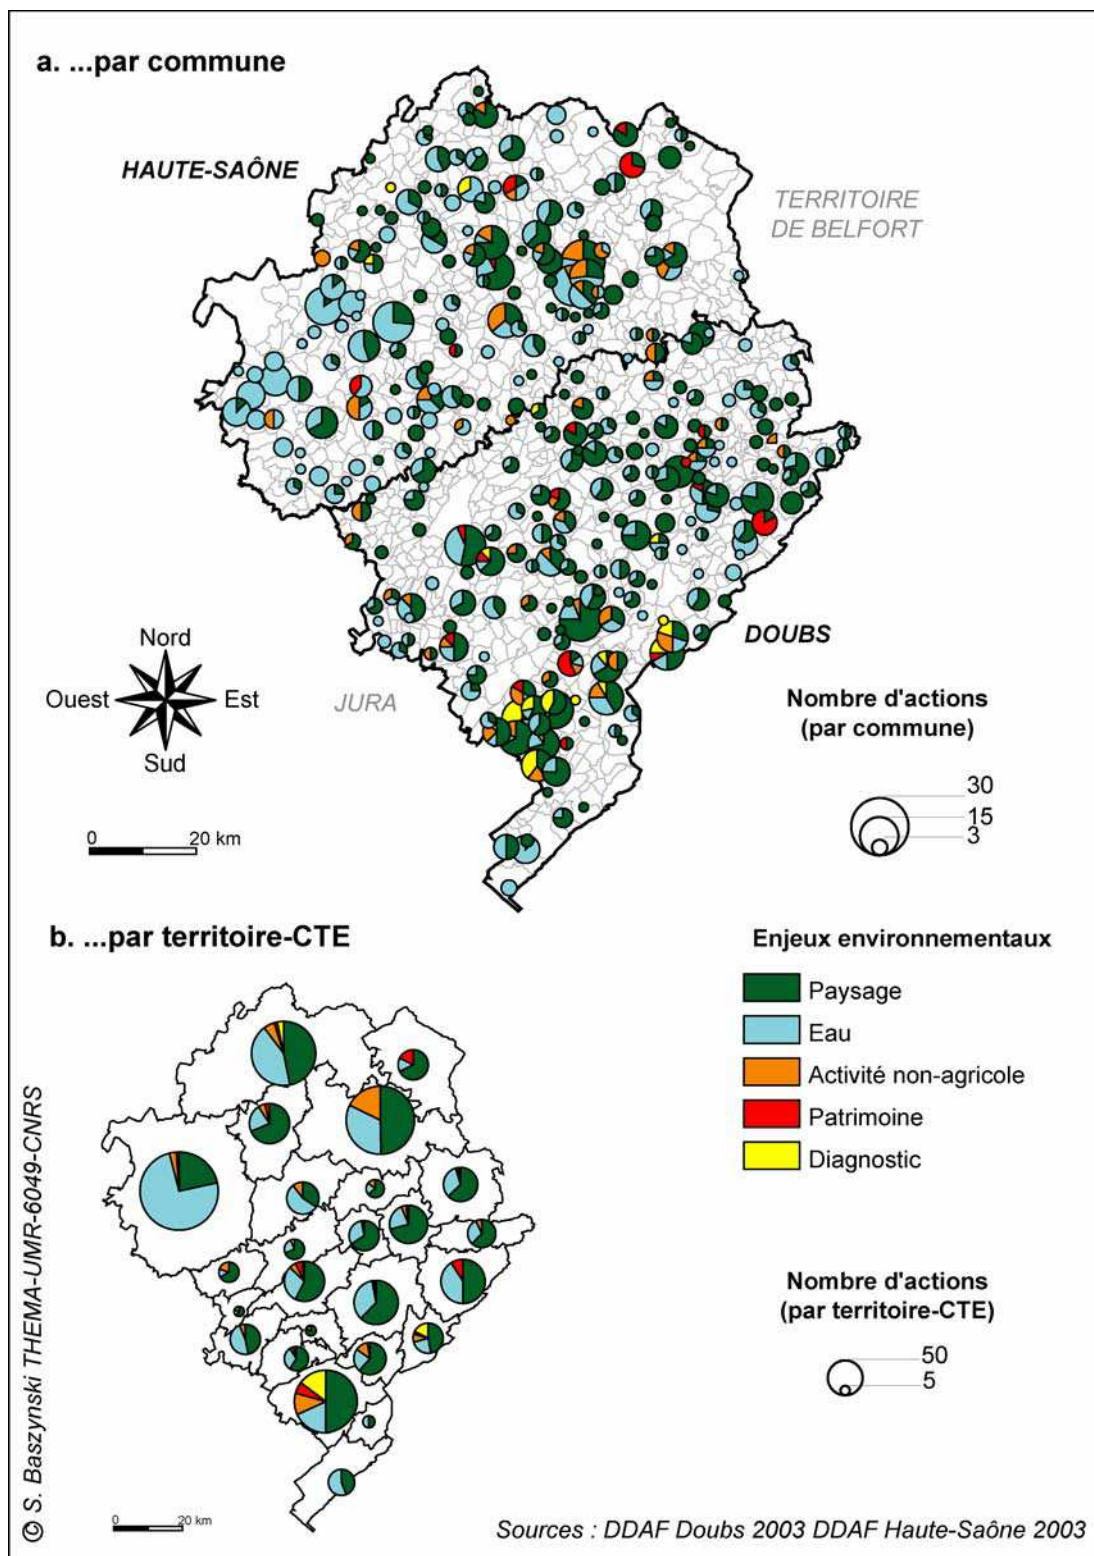 a. ...par commune
HAUTE-SAÔNE
TERRITOIRE
DE BELFORT
DOUBS
JURA
Nord
Ouest
Est
Sud
0 20 km
Nombre d'actions
(par commune)
30
15
3
b. ...par territoire-CTE
Enjeux environnementaux
Paysage
Eau
Activité non-agricole
Patrimoine
Diagnostic
Nombre d'actions
(par territoire-CTE)
50
5
0 20 km
© S. Baszynski THEMA-UMR-6049-CNRS
Sources : DDAF Doubs 2003 DDAF Haute-Saône 2003